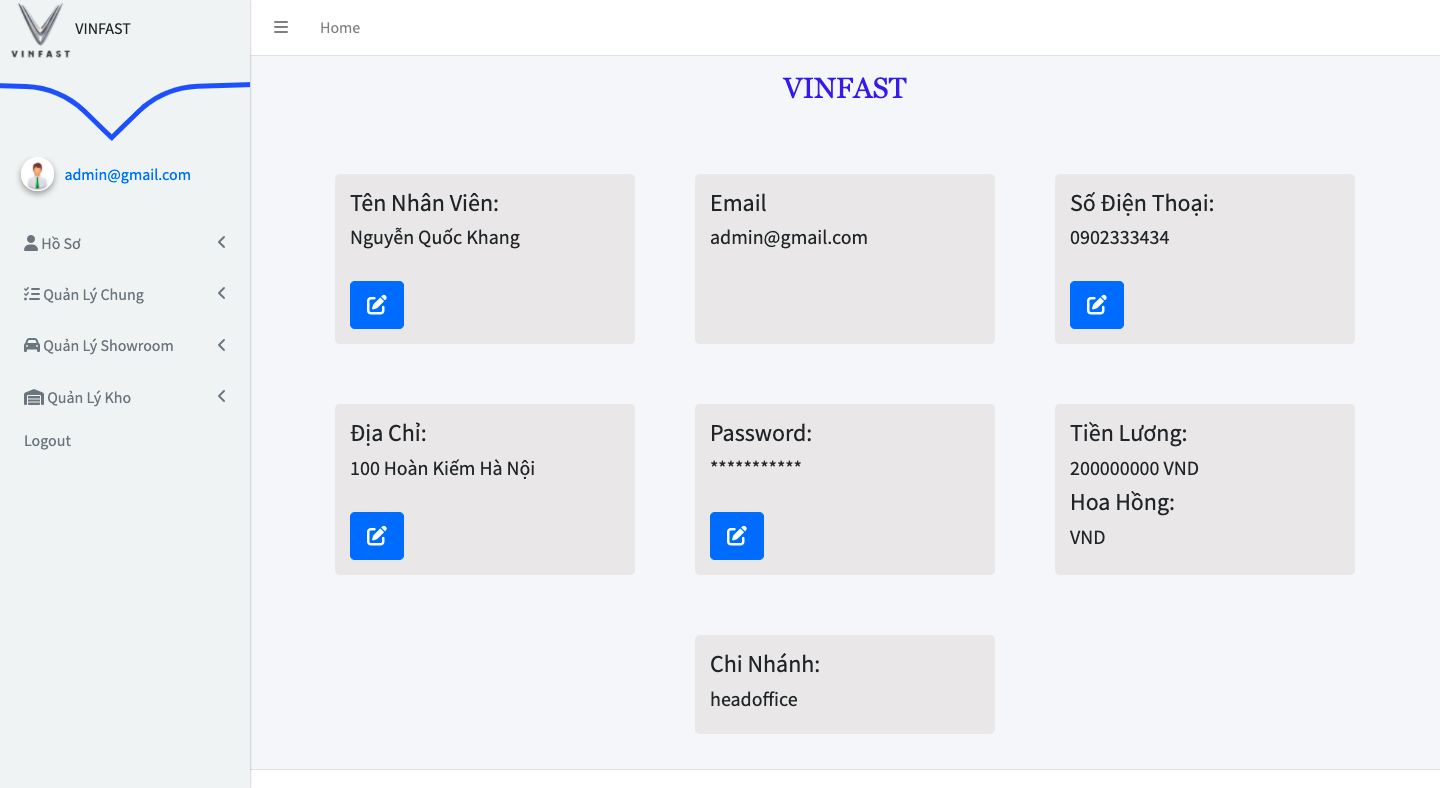 VINFAST
VINFAST
admin@gmail.com
Hồ Sơ
Quản Lý Chung
Quản Lý Showroom
Quản Lý Kho
Logout
Home
VINFAST
Tên Nhân Viên:
Nguyễn Quốc Khang
Email
admin@gmail.com
Số Điện Thoại:
0902333434
Địa Chỉ:
100 Hoàn Kiếm Hà Nội
Password:
***********
Tiền Lương:
200000000 VND
Hoa Hồng:
VND
Chi Nhánh:
headoffice